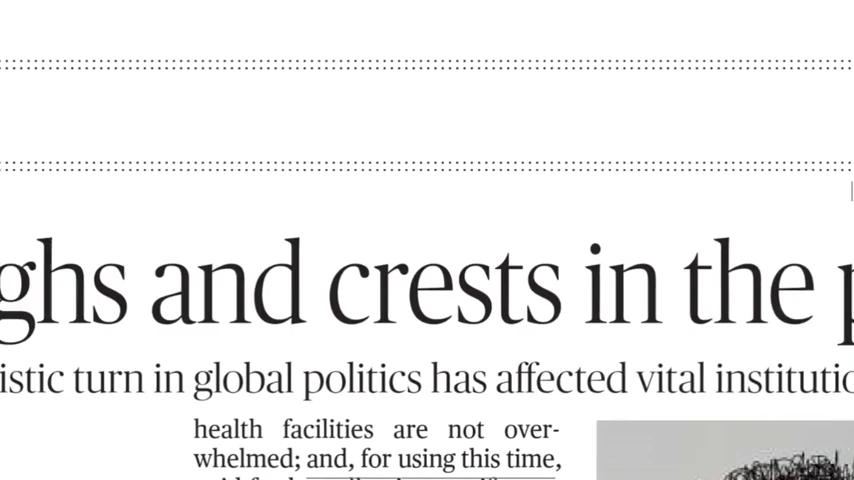 ghs and crests in the
istic turn in global politics has affected vital institutio
health facilities are not over-
whelmed; and, for using this time,